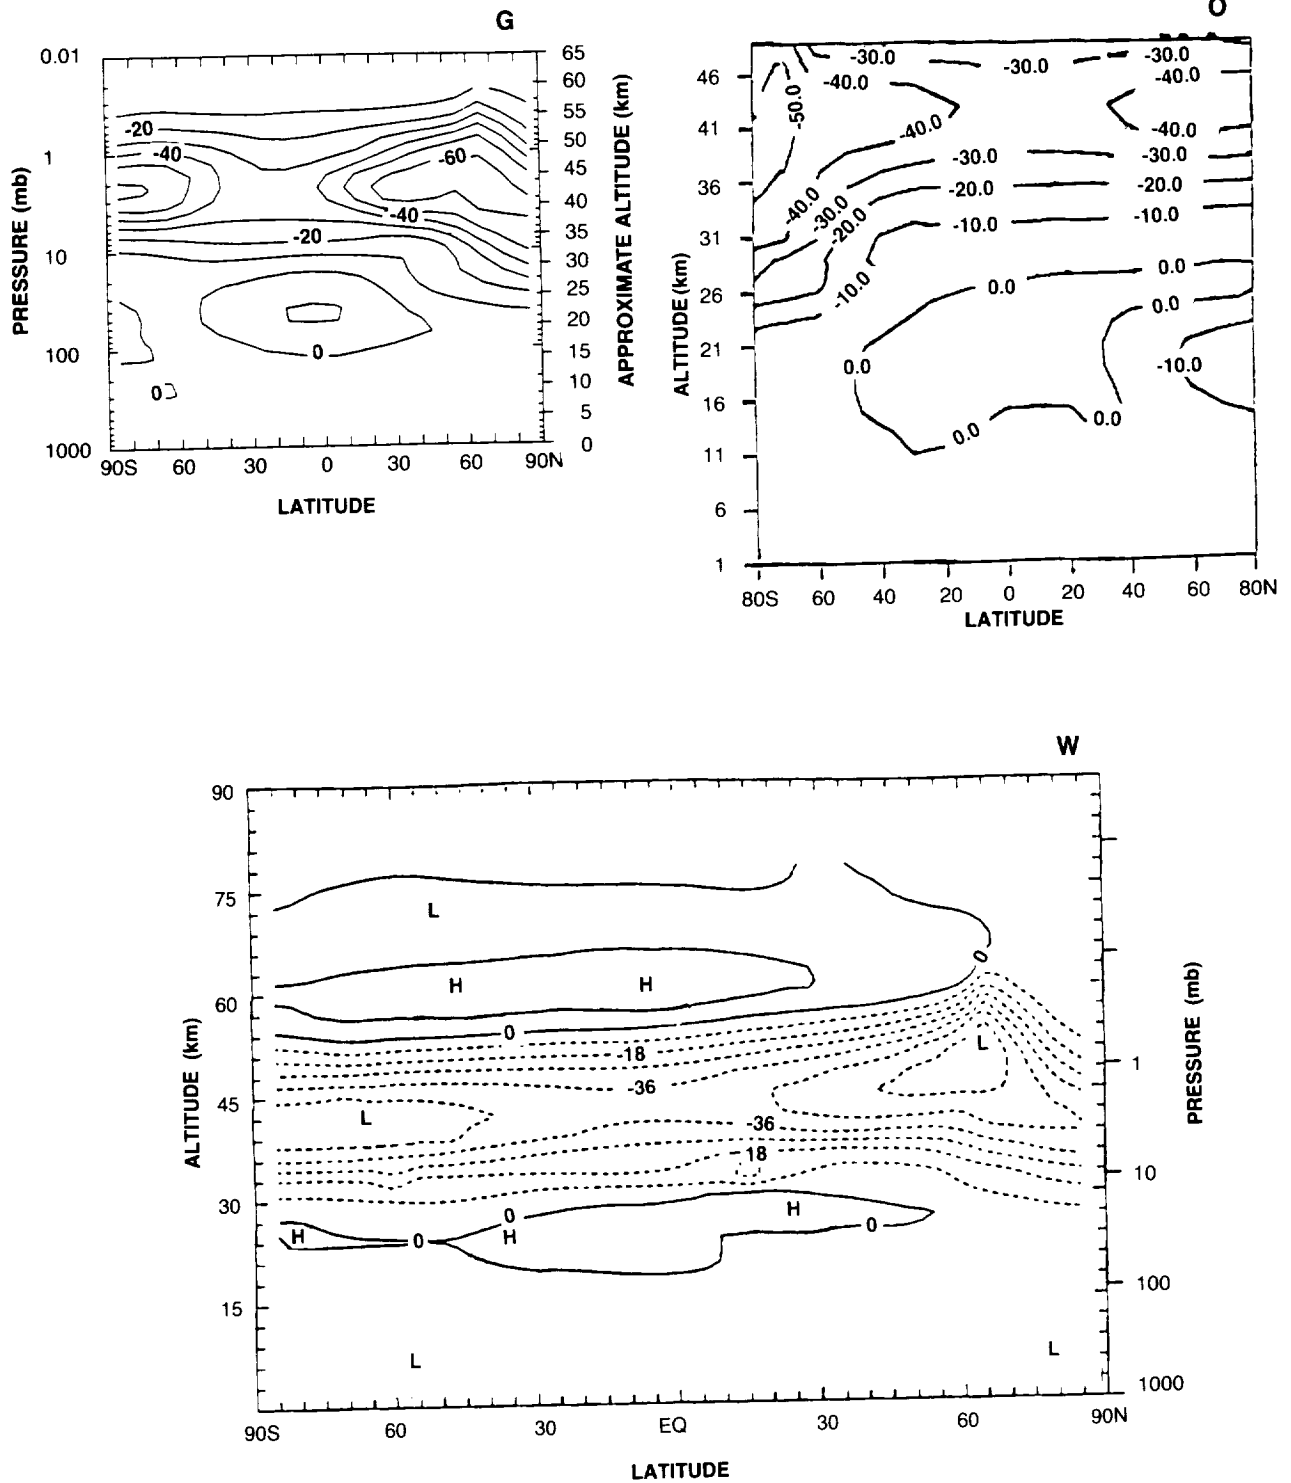 G
0.01
1
10
100
1000
PRESSURE (mb)
-20
-40
-60
-40
-20
0
0
65
60
55
50
45
40
35
30
25
20
15
10
5
0
APPROXIMATE ALTITUDE (km)
90S 60 30 0 30 60 90N
LATITUDE
O
46
41
36
31
26
21
16
11
6
1
ALTITUDE (km)
-30.0 -30.0 -30.0
-40.0 -40.0
-50.0
-40.0 -40.0
-30.0 -30.0
-40.0 -20.0 -20.0
-30.0
-20.0 -10.0 -10.0
-10.0
0.0 0.0
0.0
0.0 -10.0
0.0 0.0
80S 60 40 20 0 20 40 60 80N
LATITUDE
W
90
75
60
45
30
15
ALTITUDE (km)
L
0
H H
0
-18
L
-36
L
-36
18
0 H
H 0 H 0
L L
1
10
100
1000
PRESSURE (mb)
90S 60 30 EQ 30 60 90N
LATITUDE